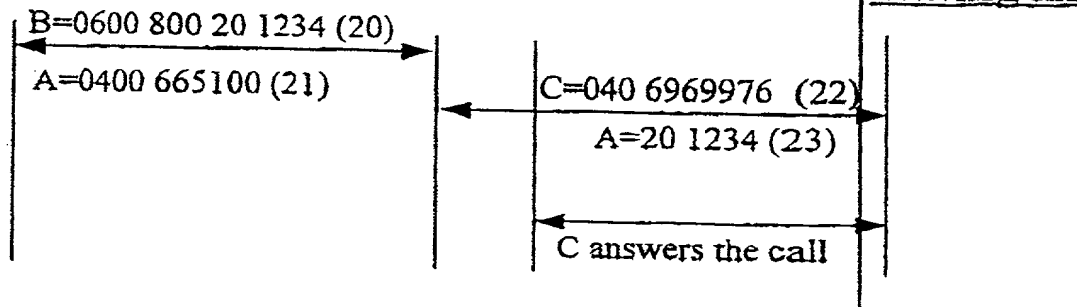 B=0600 800 20 1234 (20)
A=0400 665100 (21)
C=040 6969976 (22)
A=20 1234 (23)
C answers the call